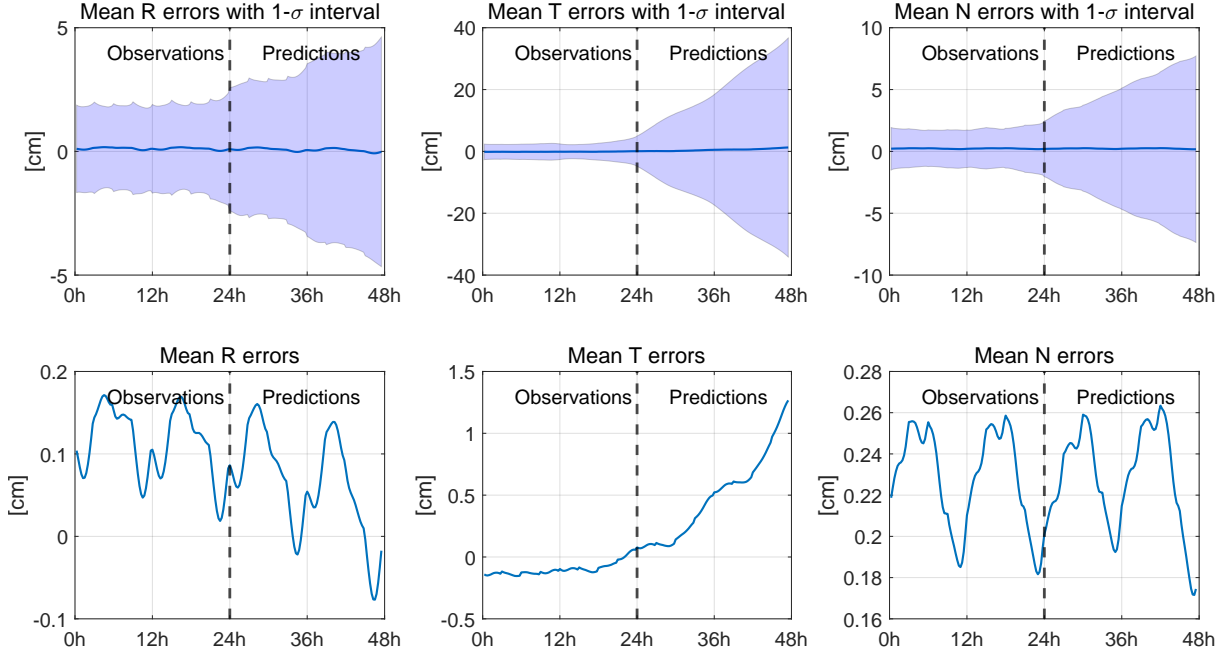 Mean R errors with 1-σ interval
Mean T errors with 1-σ interval
Mean N errors with 1-σ interval
5
0
-5
[cm]
Observations
Predictions
0h 12h 24h 36h 48h
40
20
0
-20
-40
[cm]
Observations
Predictions
0h 12h 24h 36h 48h
10
5
0
-5
-10
[cm]
Observations
Predictions
0h 12h 24h 36h 48h
Mean R errors
Mean T errors
Mean N errors
0.2
0.1
0
-0.1
[cm]
Observations
Predictions
0h 12h 24h 36h 48h
1.5
1
0.5
0
-0.5
[cm]
Observations
Predictions
0h 12h 24h 36h 48h
0.28
0.26
0.24
0.22
0.2
0.18
0.16
[cm]
Observations
Predictions
0h 12h 24h 36h 48h